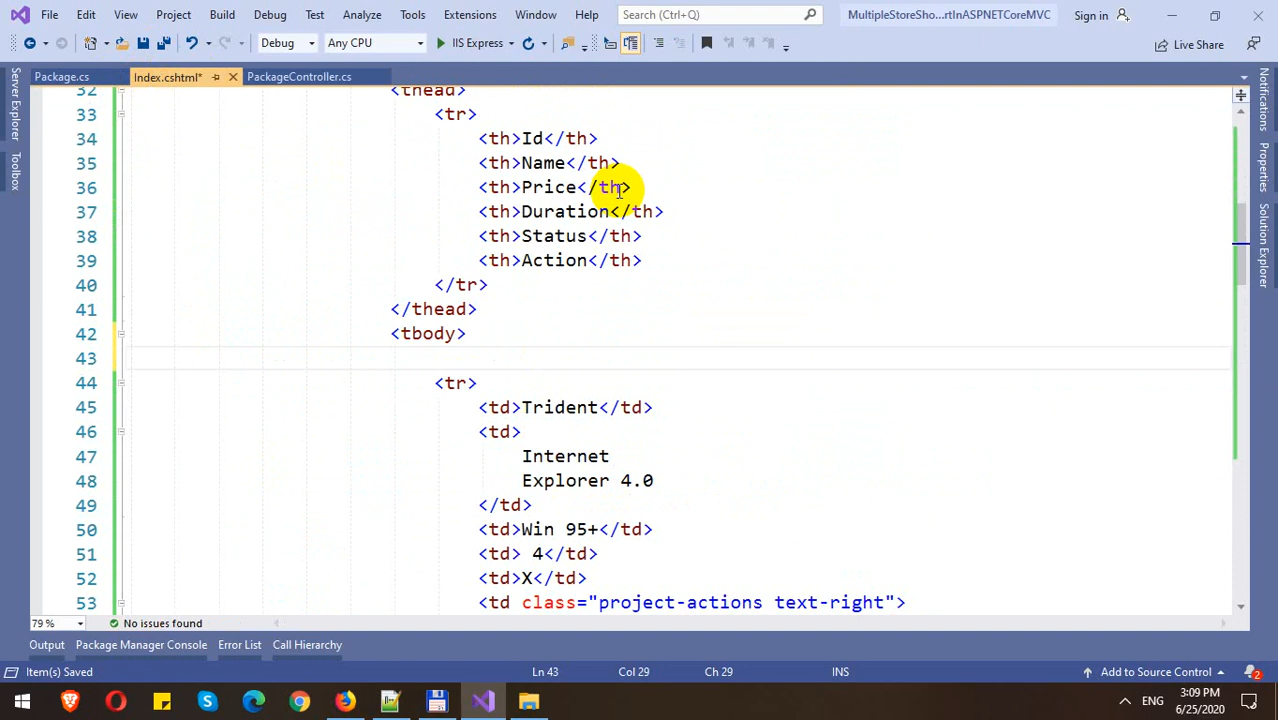 File Edit View Project Build Debug Test Analyze Tools Extensions Window Help Search (Ctrl+Q) MultipleStoreSho...rtInASPNETCoreMVC Sign in
Debug Any CPU IIS Express Live Share
Package.cs Index.cshtml* PackageController.cs
Server Explorer
Toolbox
Notifications
Properties
Solution Explorer
32 <thead>
33 <tr>
34 <th>Id</th>
35 <th>Name</th>
36 <th>Price</th>
37 <th>Duration</th>
38 <th>Status</th>
39 <th>Action</th>
40 </tr>
41 </thead>
42 <tbody>
43
44 <tr>
45 <td>Trident</td>
46 <td>
47 Internet
48 Explorer 4.0
49 </td>
50 <td>Win 95+</td>
51 <td> 4</td>
52 <td>X</td>
53 <td class="project-actions text-right">
79 % No issues found
Output Package Manager Console Error List Call Hierarchy
Item(s) Saved Ln 43 Col 29 Ch 29 INS Add to Source Control 2
ENG 3:09 PM
6/25/2020